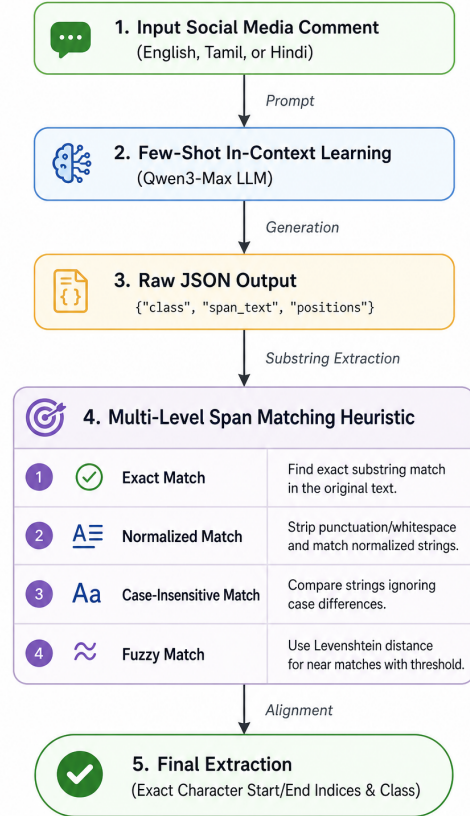 1. Input Social Media Comment
(English, Tamil, or Hindi)
Prompt
2. Few-Shot In-Context Learning
(Qwen3-Max LLM)
Generation
{ }
3. Raw JSON Output
{"class", "span_text", "positions"}
Substring Extraction
4. Multi-Level Span Matching Heuristic
1 Exact Match
Find exact substring match
in the original text.
2 A Normalized Match
Strip punctuation/whitespace
and match normalized strings.
3 Aa Case-Insensitive Match
Compare strings ignoring
case differences.
4 Fuzzy Match
Use Levenshtein distance
for near matches with threshold.
Alignment
5. Final Extraction
(Exact Character Start/End Indices & Class)